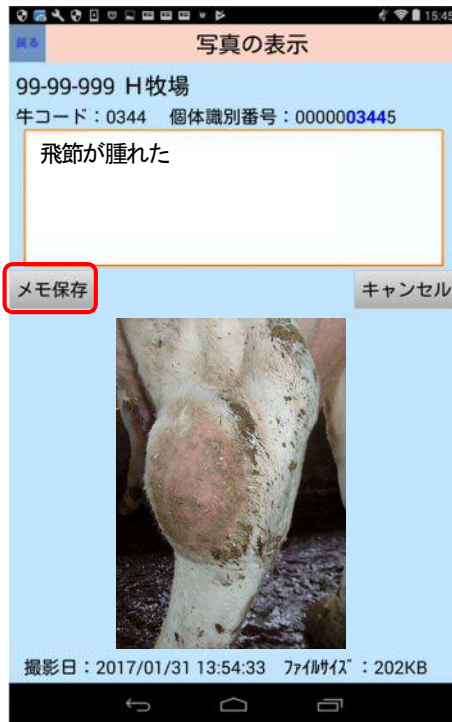 15:45
戻る
写真の表示
99-99-999 H牧場
牛コード：0344 個体識別番号：0000003445
飛節が腫れた
メモ保存 キャンセル
撮影日：2017/01/31 13:54:33 ﾌｧｲﾙｻｲｽﾞ：202KB